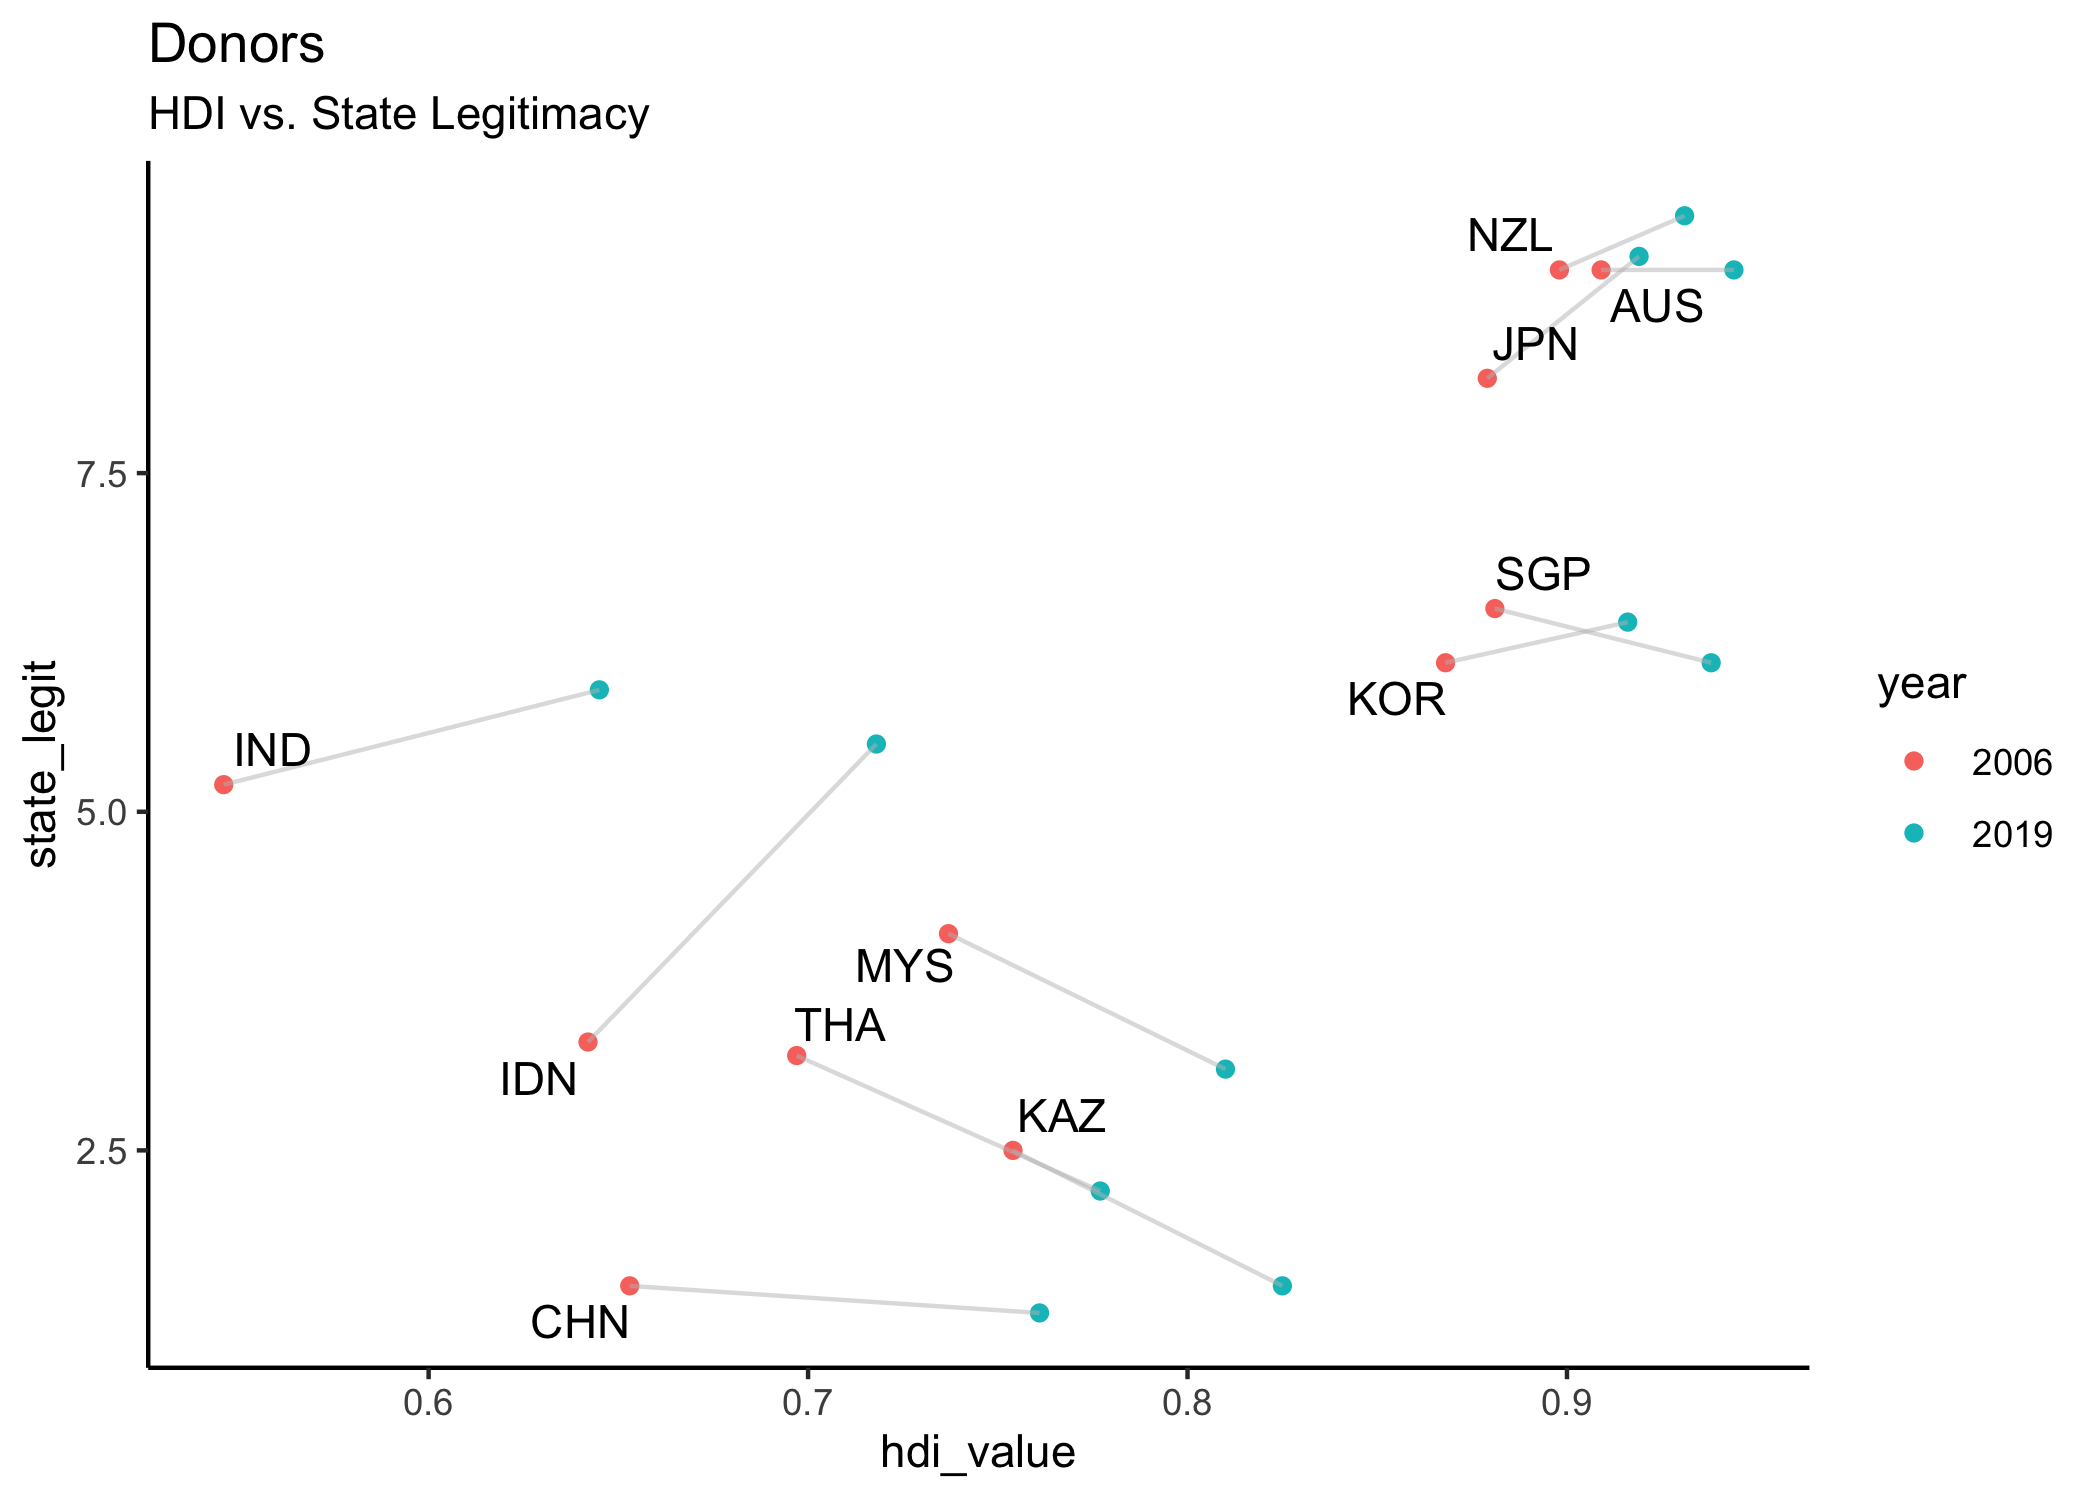 Donors
HDI vs. State Legitimacy
NZL
AUS
JPN
7.5
SGP
KOR
IND
5.0
state_legit
MYS
THA
IDN
KAZ
2.5
CHN
0.6
0.7
0.8
0.9
hdi_value
year
2006
2019